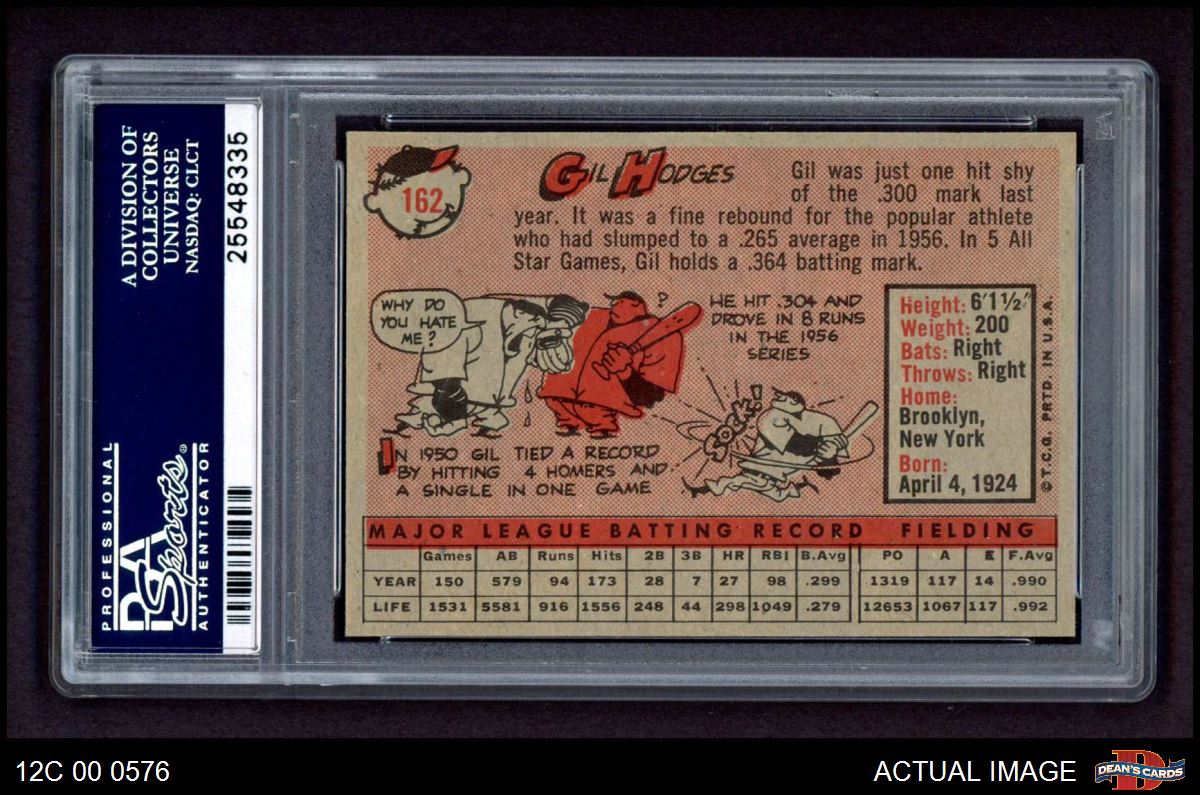 A DIVISION OF
COLLECTORS
UNIVERSE
NASDAQ: CLCT
25548335
PROFESSIONAL
PSA
Sports®
AUTHENTICATOR
162
GIL HODGES
Gil was just one hit shy
of the .300 mark last
year. It was a fine rebound for the popular athlete
who had slumped to a .265 average in 1956. In 5 All
Star Games, Gil holds a .364 batting mark.
WHY DO
YOU HATE
ME?
?
HE HIT .304 AND
DROVE IN 8 RUNS
IN THE 1956
SERIES
SOCK!
IN 1950 GIL TIED A RECORD
BY HITTING 4 HOMERS AND
A SINGLE IN ONE GAME
Height: 6'1½"
Weight: 200
Bats: Right
Throws: Right
Home:
Brooklyn,
New York
Born:
April 4, 1924
© T.C.G. PRTD. IN U.S.A.
MAJOR LEAGUE BATTING RECORD FIELDING
Games AB Runs Hits 2B 3B HR RBI B.Avg PO A E F.Avg
YEAR 150 579 94 173 28 7 27 98 .299 1319 117 14 .990
LIFE 1531 5581 916 1556 248 44 298 1049 .279 12653 1067 117 .992
12C 00 0576
ACTUAL IMAGE
DEAN'S CARDS